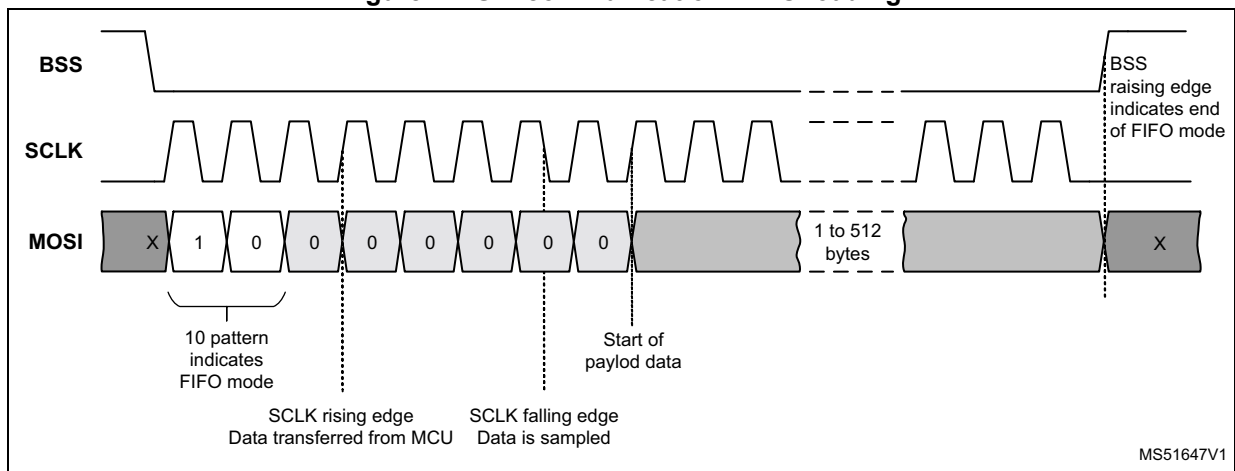 BSS
BSS
raising edge
indicates end
of FIFO mode
SCLK
MOSI
X 1 0 0 0 0 0 0 0 1 to 512 X
bytes
10 pattern
indicates
FIFO mode
Start of
paylod data
SCLK rising edge
Data transferred from MCU
SCLK falling edge
Data is sampled
MS51647V1